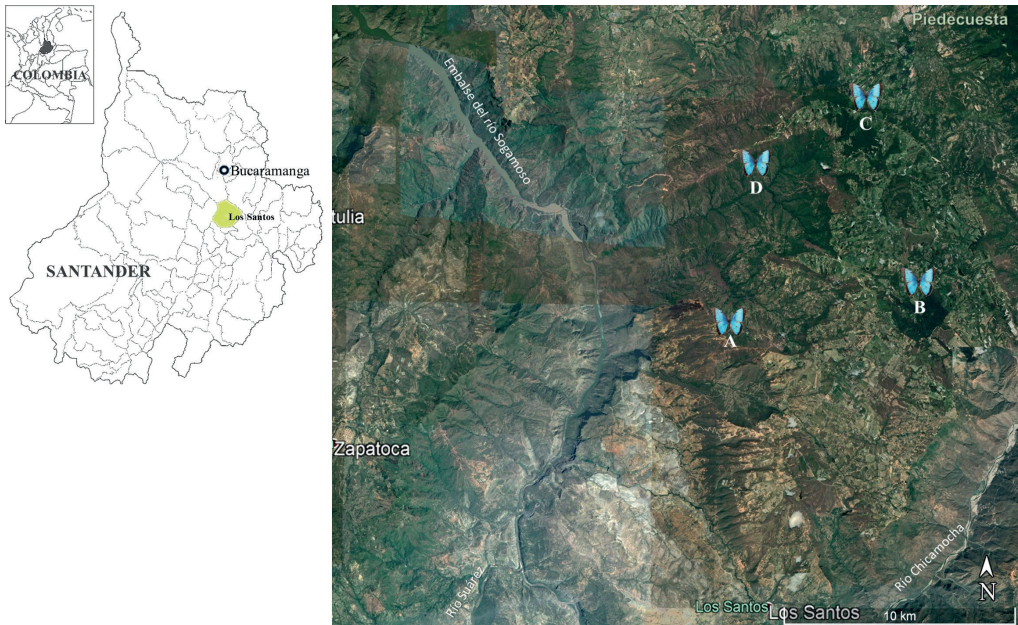 COLOMBIA
Bucaramanga
Los Santos
SANTANDER
Piedecuesta
Embalse del río Sogamoso
C
D
tulia
B
A
Zapatoca
Río Chicamocha
Río Suárez
N
Los Santos
Los Santos
10 km